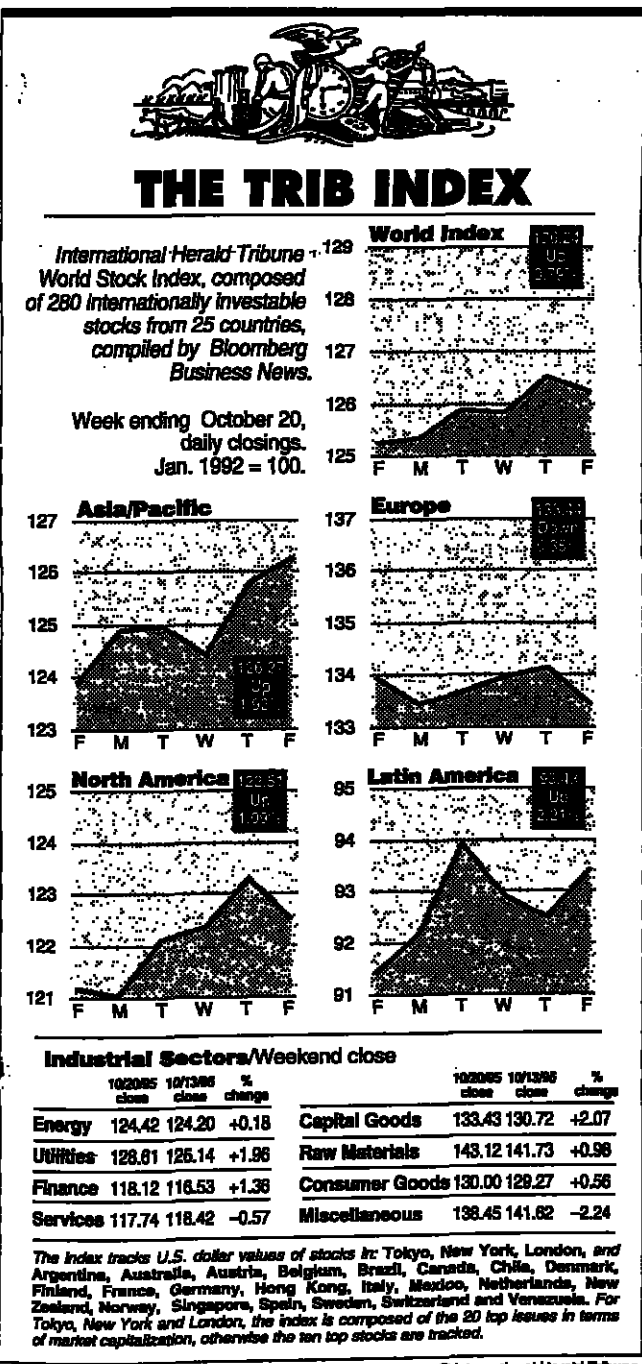 THE TRIB INDEX
International Herald Tribune
World Stock Index, composed
of 280 internationally investable
stocks from 25 countries,
compiled by Bloomberg
Business News.
Week ending October 20,
daily closings.
Jan. 1992 = 100.
World Index
Up
129
128
127
126
125
F M T W T F
Asia/Pacific
127
126
125
124
123
Up
F M T W T F
Europe
Down
137
136
135
134
133
F M T W T F
North America
Up
125
124
123
122
121
F M T W T F
Latin America
Up
95
94
93
92
91
F M T W T F
Industrial Sectors/Weekend close
10/20/95 10/13/95 %
close close change
Energy 124.42 124.20 +0.18
Utilities 128.61 126.14 +1.96
Finance 118.12 116.53 +1.36
Services 117.74 118.42 −0.57
10/20/95 10/13/95 %
close close change
Capital Goods 133.43 130.72 +2.07
Raw Materials 143.12 141.73 +0.98
Consumer Goods 130.00 129.27 +0.56
Miscellaneous 138.45 141.62 −2.24
The index tracks U.S. dollar values of stocks in: Tokyo, New York, London, and
Argentina, Australia, Austria, Belgium, Brazil, Canada, Chile, Denmark,
Finland, France, Germany, Hong Kong, Italy, Mexico, Netherlands, New
Zealand, Norway, Singapore, Spain, Sweden, Switzerland and Venezuela. For
Tokyo, New York and London, the index is composed of the 20 top issues in terms
of market capitalization, otherwise the ten top stocks are tracked.